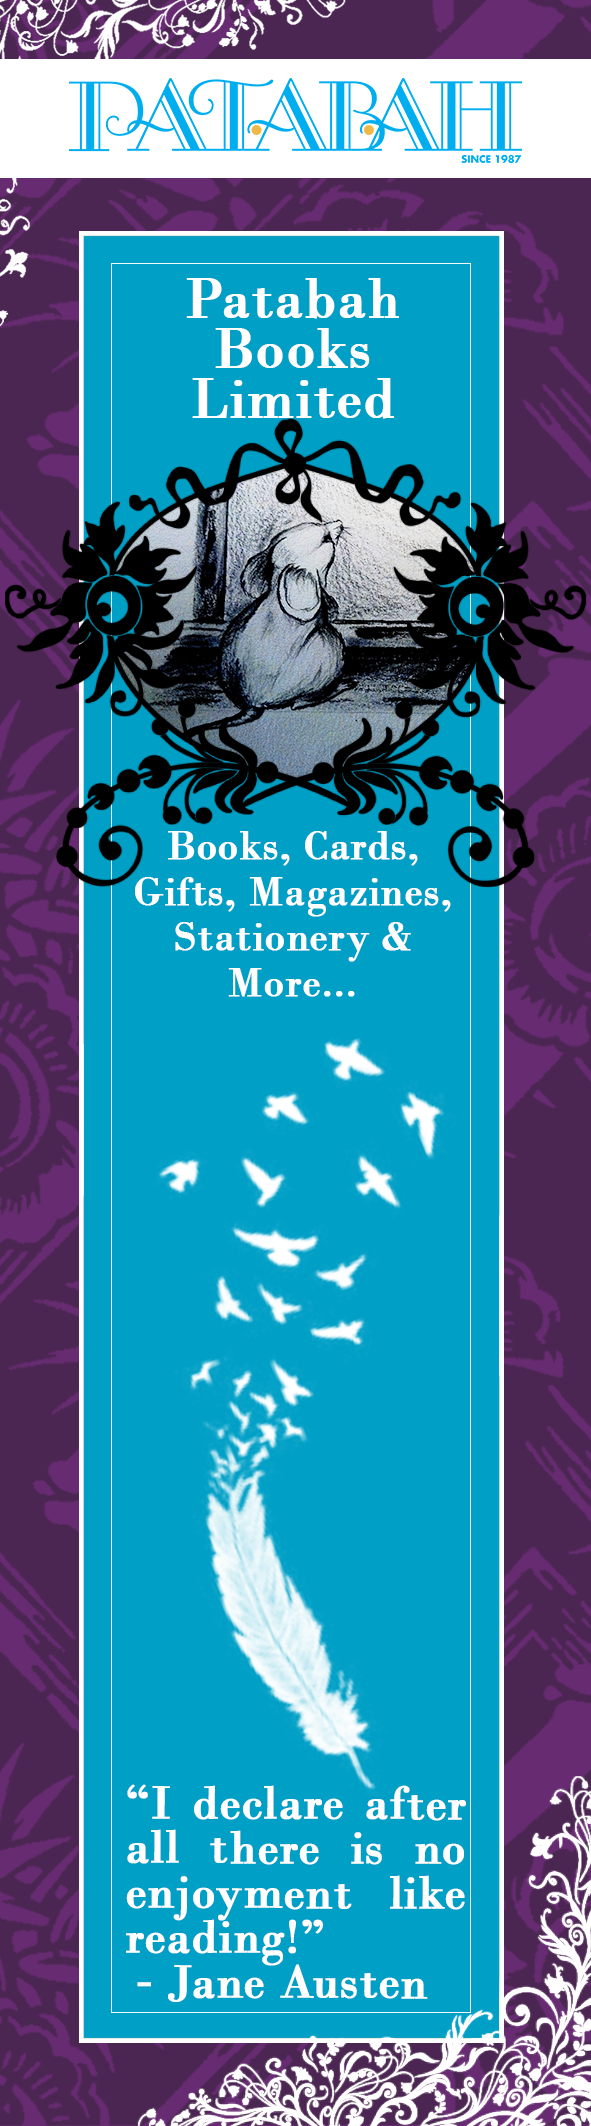 PATABAH
SINCE 1987
Patabah
Books
Limited
Books, Cards,
Gifts, Magazines,
Stationery &
More...
“I declare after
all there is no
enjoyment like
reading!”
- Jane Austen